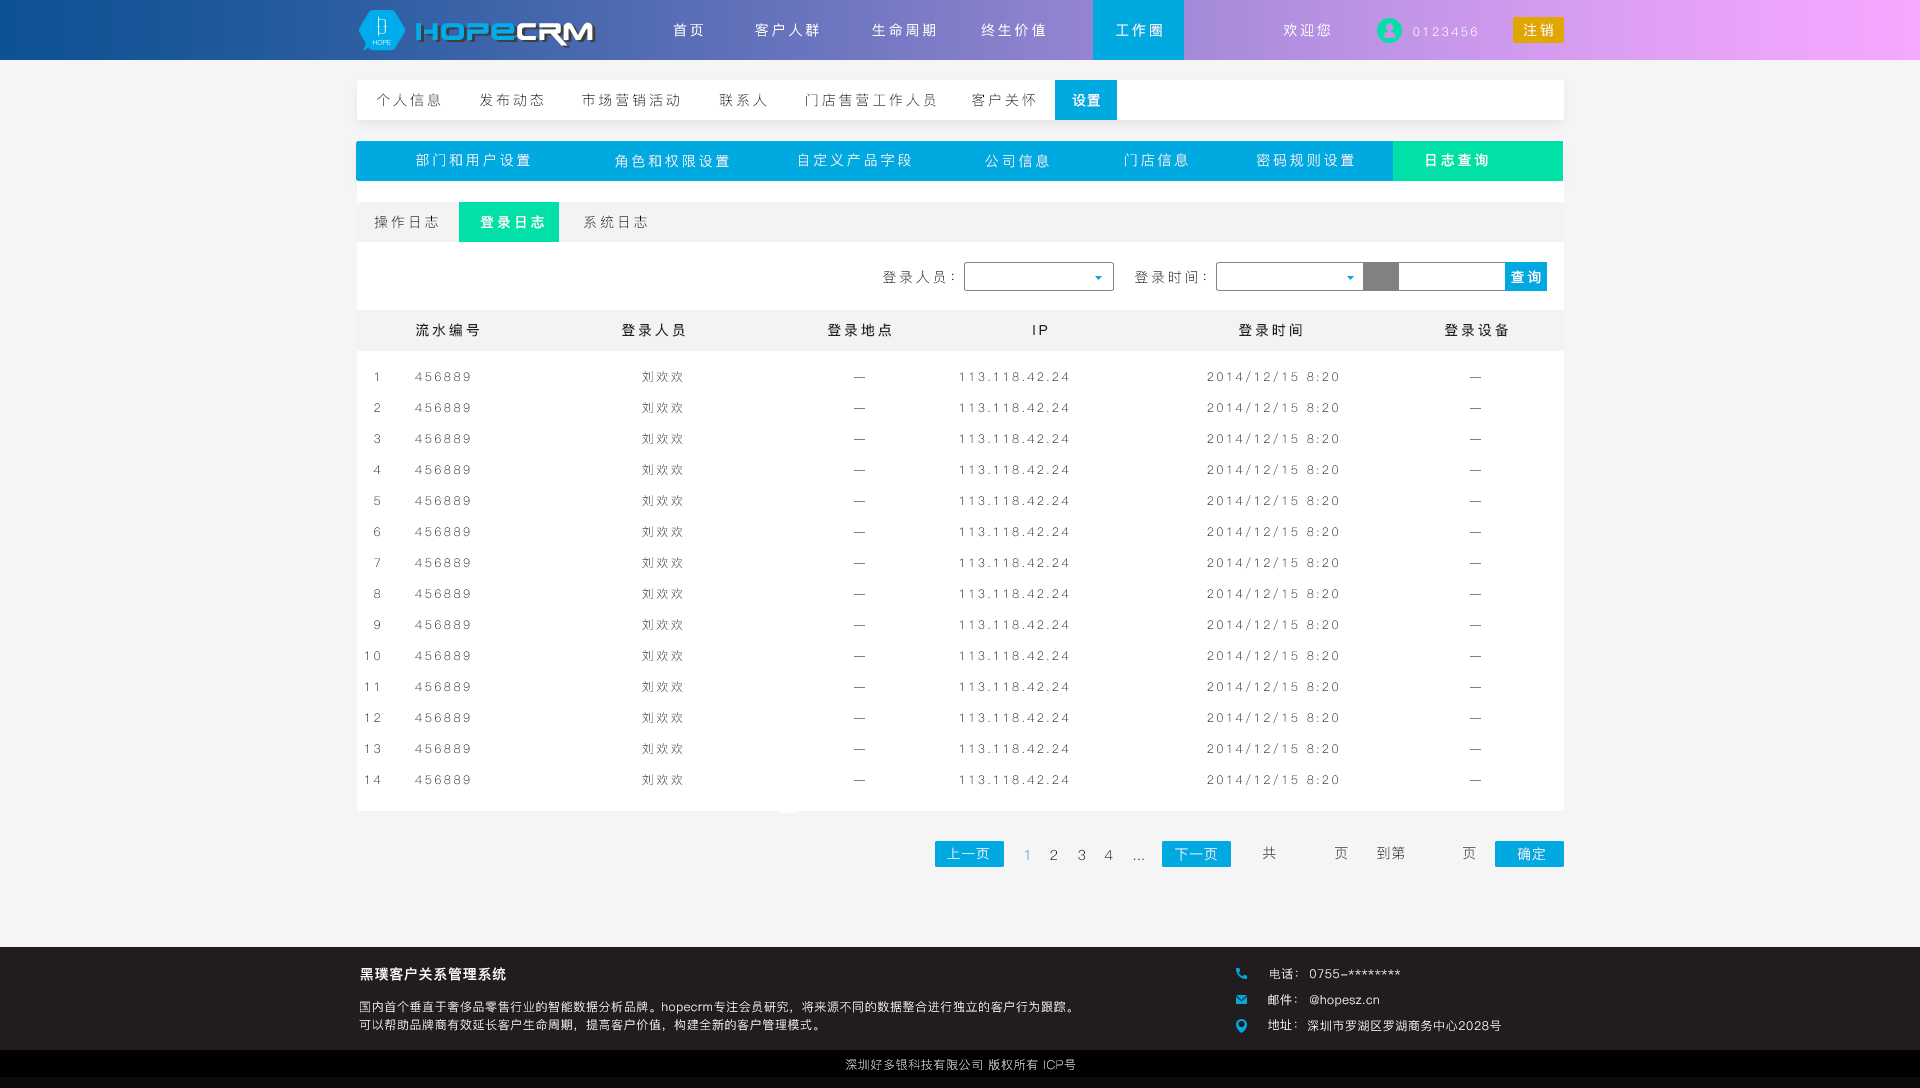 HOPE HOPECRM 首页 客户人群 生命周期 终生价值 工作圈 欢迎您 0123456 注销
个人信息 发布动态 市场营销活动 联系人 门店售营工作人员 客户关怀 设置
部门和用户设置 角色和权限设置 自定义产品字段 公司信息 门店信息 密码规则设置 日志查询
操作日志 登录日志 系统日志
登录人员： 登录时间： 查询
流水编号 登录人员 登录地点 IP 登录时间 登录设备
1 456889 刘欢欢 — 113.118.42.24 2014/12/15 8:20 —
2 456889 刘欢欢 — 113.118.42.24 2014/12/15 8:20 —
3 456889 刘欢欢 — 113.118.42.24 2014/12/15 8:20 —
4 456889 刘欢欢 — 113.118.42.24 2014/12/15 8:20 —
5 456889 刘欢欢 — 113.118.42.24 2014/12/15 8:20 —
6 456889 刘欢欢 — 113.118.42.24 2014/12/15 8:20 —
7 456889 刘欢欢 — 113.118.42.24 2014/12/15 8:20 —
8 456889 刘欢欢 — 113.118.42.24 2014/12/15 8:20 —
9 456889 刘欢欢 — 113.118.42.24 2014/12/15 8:20 —
10 456889 刘欢欢 — 113.118.42.24 2014/12/15 8:20 —
11 456889 刘欢欢 — 113.118.42.24 2014/12/15 8:20 —
12 456889 刘欢欢 — 113.118.42.24 2014/12/15 8:20 —
13 456889 刘欢欢 — 113.118.42.24 2014/12/15 8:20 —
14 456889 刘欢欢 — 113.118.42.24 2014/12/15 8:20 —
上一页 1 2 3 4 ... 下一页 共 页 到第 页 确定
黑璞客户关系管理系统
国内首个垂直于奢侈品零售行业的智能数据分析品牌。hopecrm专注会员研究，将来源不同的数据整合进行独立的客户行为跟踪。
可以帮助品牌商有效延长客户生命周期，提高客户价值，构建全新的客户管理模式。
电话： 0755-********
邮件： @hopesz.cn
地址： 深圳市罗湖区罗湖商务中心2028号
深圳好多银科技有限公司 版权所有 ICP号